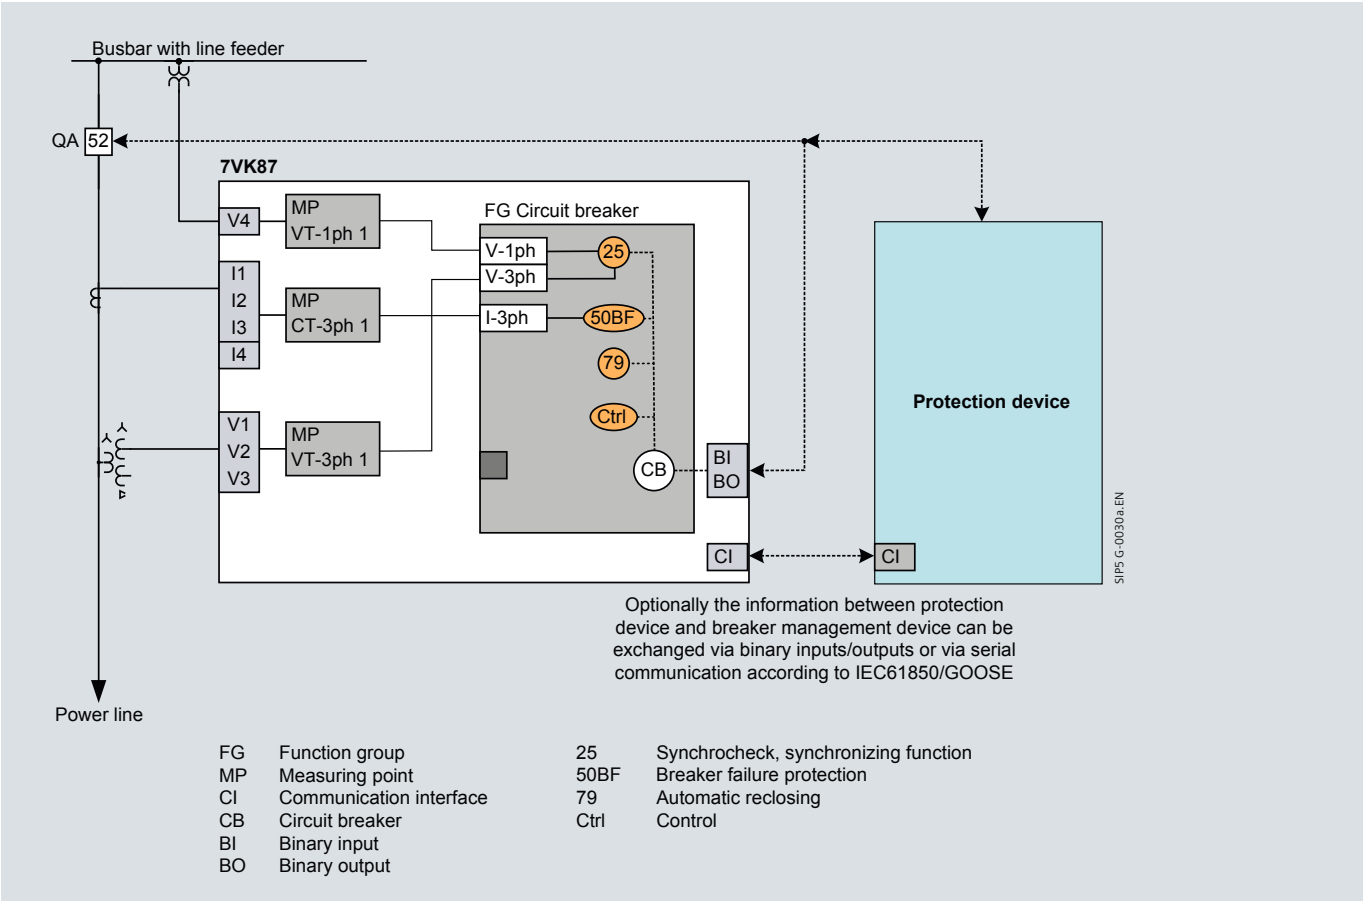 Busbar with line feeder
QA 52
7VK87
V4
MP
VT-1ph 1
FG Circuit breaker
V-1ph
25
V-3ph
I1
I2
I3
I4
MP
CT-3ph 1
I-3ph
50BF
79
Ctrl
Protection device
V1
V2
V3
MP
VT-3ph 1
CB
BI
BO
CI
CI
SIP5 G-0030a.EN
Optionally the information between protection
device and breaker management device can be
exchanged via binary inputs/outputs or via serial
communication according to IEC61850/GOOSE
Power line
FG Function group
MP Measuring point
CI Communication interface
CB Circuit breaker
BI Binary input
BO Binary output
25 Synchrocheck, synchronizing function
50BF Breaker failure protection
79 Automatic reclosing
Ctrl Control